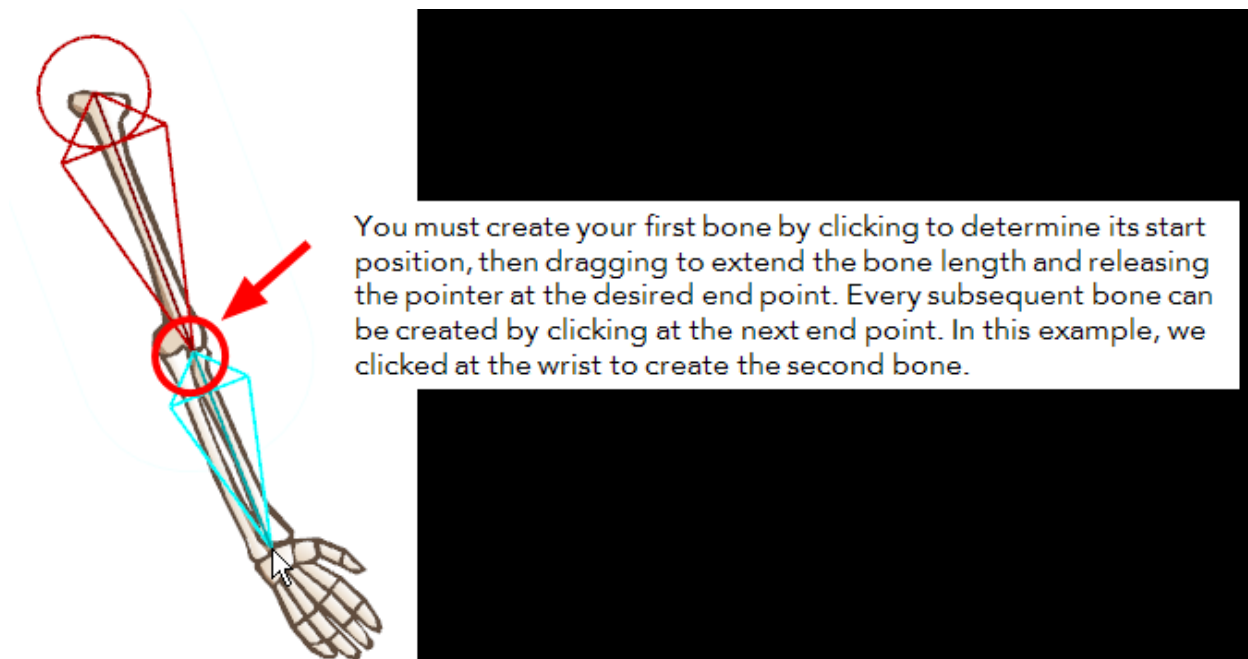 You must create your first bone by clicking to determine its start
position, then dragging to extend the bone length and releasing
the pointer at the desired end point. Every subsequent bone can
be created by clicking at the next end point. In this example, we
clicked at the wrist to create the second bone.